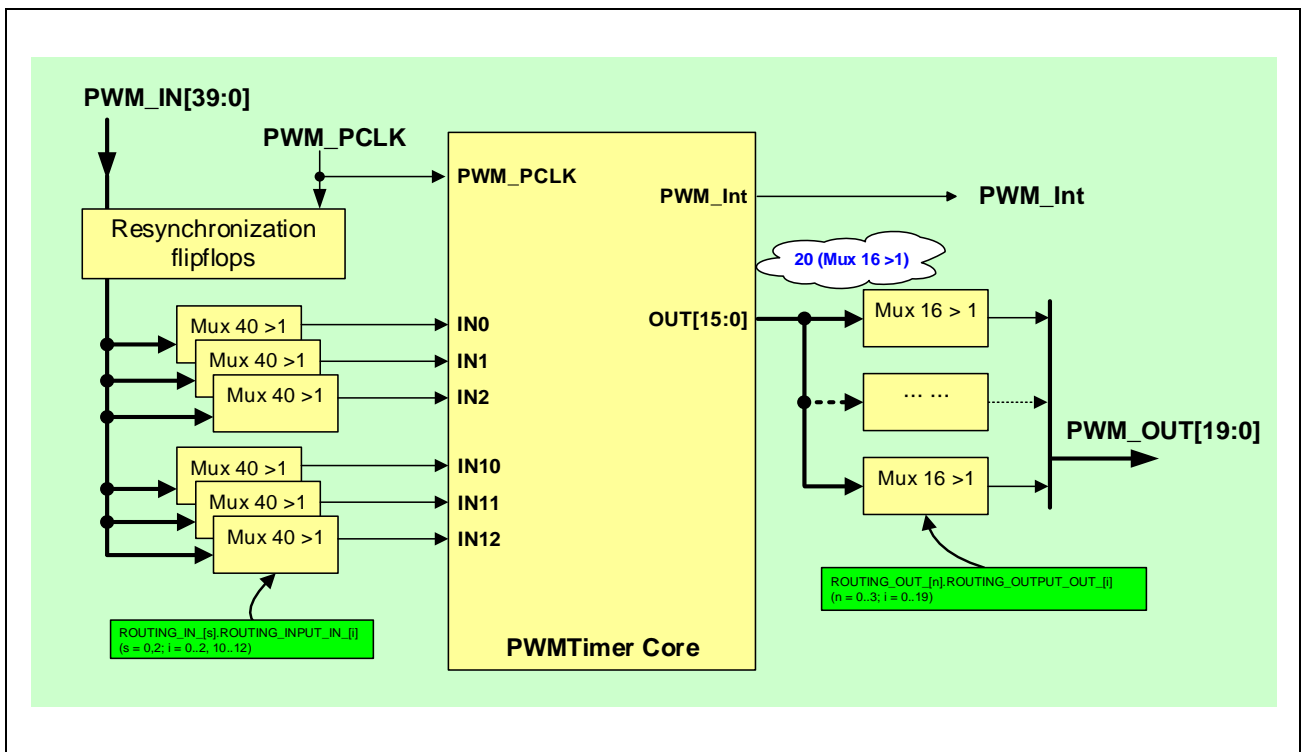 PWM_IN[39:0]
PWM_PCLK
PWM_PCLK
PWM_Int
PWM_Int
Resynchronization
flipflops
20 (Mux 16 >1)
Mux 40 >1
IN0
OUT[15:0]
Mux 16 > 1
Mux 40 >1
IN1
Mux 40 >1
IN2
... ...
PWM_OUT[19:0]
Mux 40 >1
IN10
Mux 16 >1
Mux 40 >1
IN11
Mux 40 >1
IN12
ROUTING_OUT_[n].ROUTING_OUTPUT_OUT_[i]
(n = 0..3; i = 0..19)
ROUTING_IN_[s].ROUTING_INPUT_IN_[i]
(s = 0,2; i = 0..2, 10..12)
PWMTimer Core